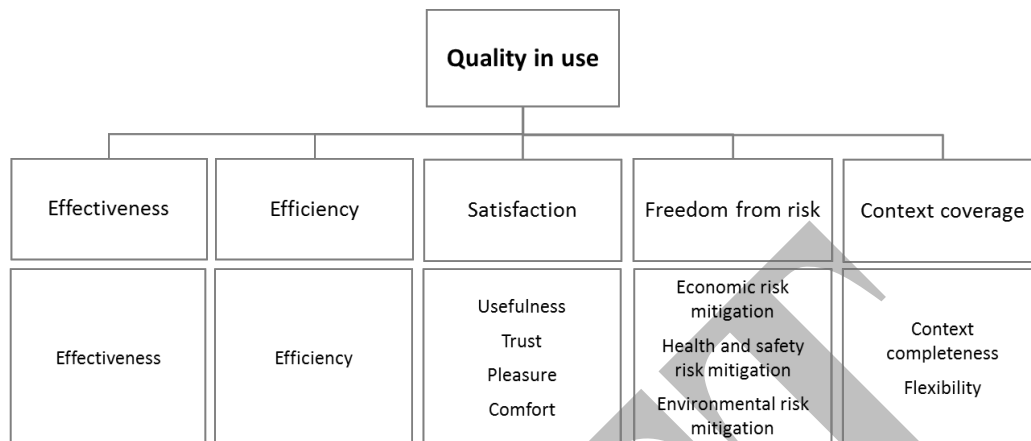 Quality in use
Effectiveness
Efficiency
Satisfaction
Freedom from risk
Context coverage
Effectiveness
Efficiency
Usefulness
Trust
Pleasure
Comfort
Economic risk
mitigation
Health and safety
risk mitigation
Environmental risk
mitigation
Context
completeness
Flexibility